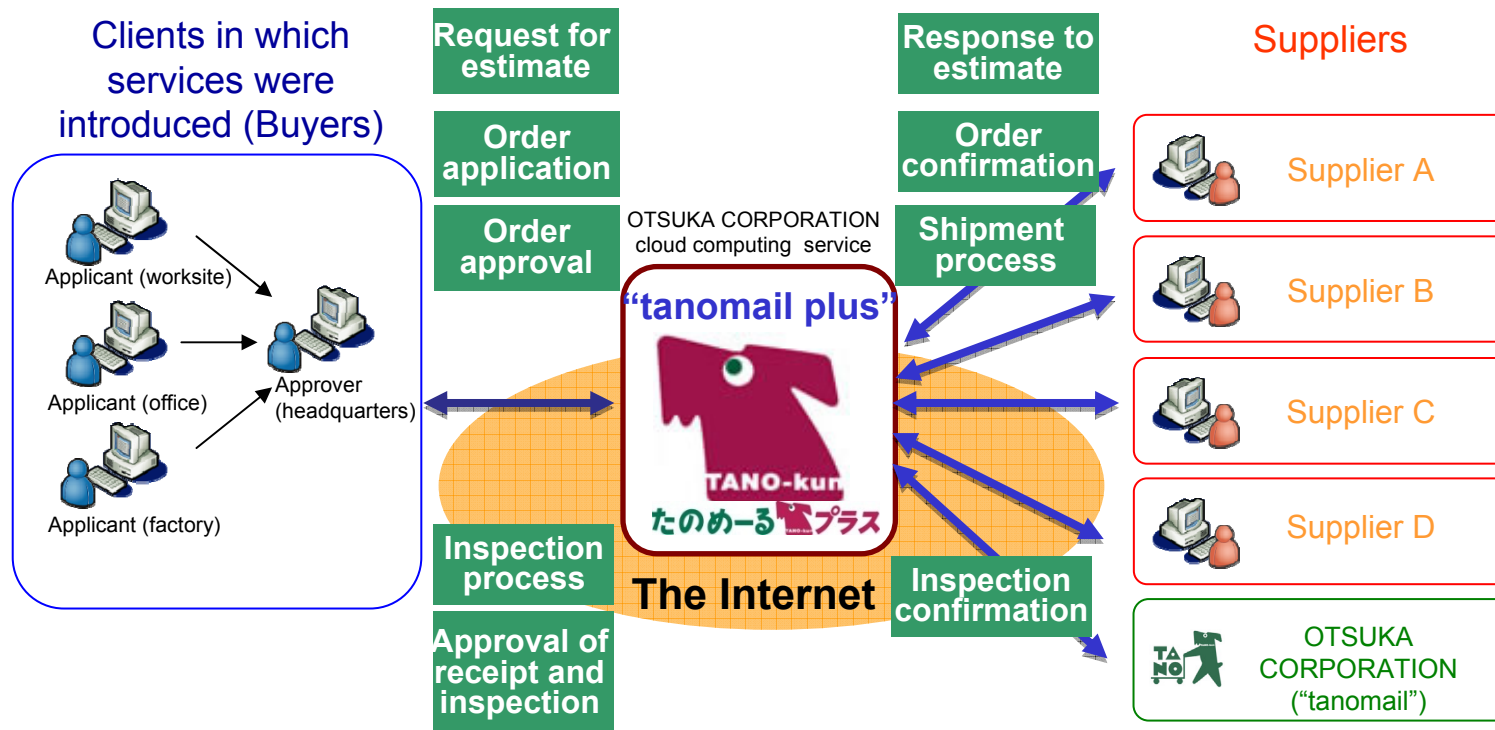 Clients in which
services were
introduced (Buyers)
Applicant (worksite)
Applicant (office)
Applicant (factory)
Approver
(headquarters)
Request for
estimate
Order
application
Order
approval
Inspection
process
Approval of
receipt and
inspection
OTSUKA CORPORATION
cloud computing service
“tanomail plus”
TANO-kun
たのめーる プラス
The Internet
Response to
estimate
Order
confirmation
Shipment
process
Inspection
confirmation
Suppliers
Supplier A
Supplier B
Supplier C
Supplier D
TA
NO
OTSUKA
CORPORATION
(“tanomail”)